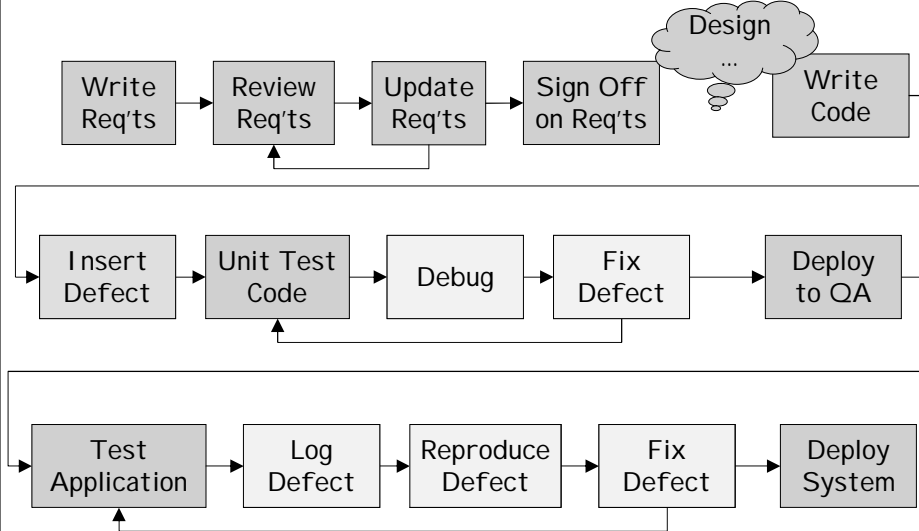 Design
...
Write
Req'ts
Review
Req'ts
Update
Req'ts
Sign Off
on Req'ts
Write
Code
Insert
Defect
Unit Test
Code
Debug
Fix
Defect
Deploy
to QA
Test
Application
Log
Defect
Reproduce
Defect
Fix
Defect
Deploy
System